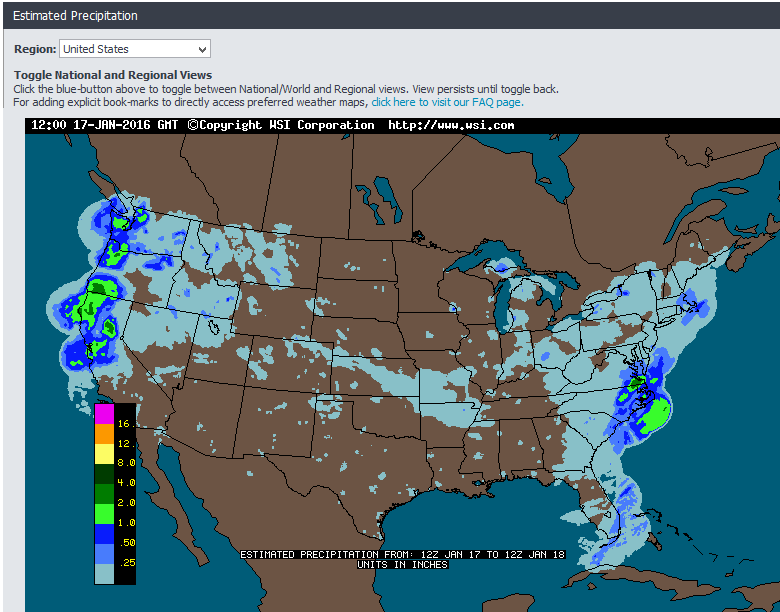 Estimated Precipitation
Region: United States
Toggle National and Regional Views
Click the blue-button above to toggle between National/World and Regional views. View persists until toggle back.
For adding explicit book-marks to directly access preferred weather maps, click here to visit our FAQ page.
12:00 17-JAN-2016 GMT ©Copyright WSI Corporation http://www.wsi.com
16.
12.
8.0
4.0
2.0
1.0
.50
.25
ESTIMATED PRECIPITATION FROM: 12Z JAN 17 TO 12Z JAN 18
UNITS IN INCHES